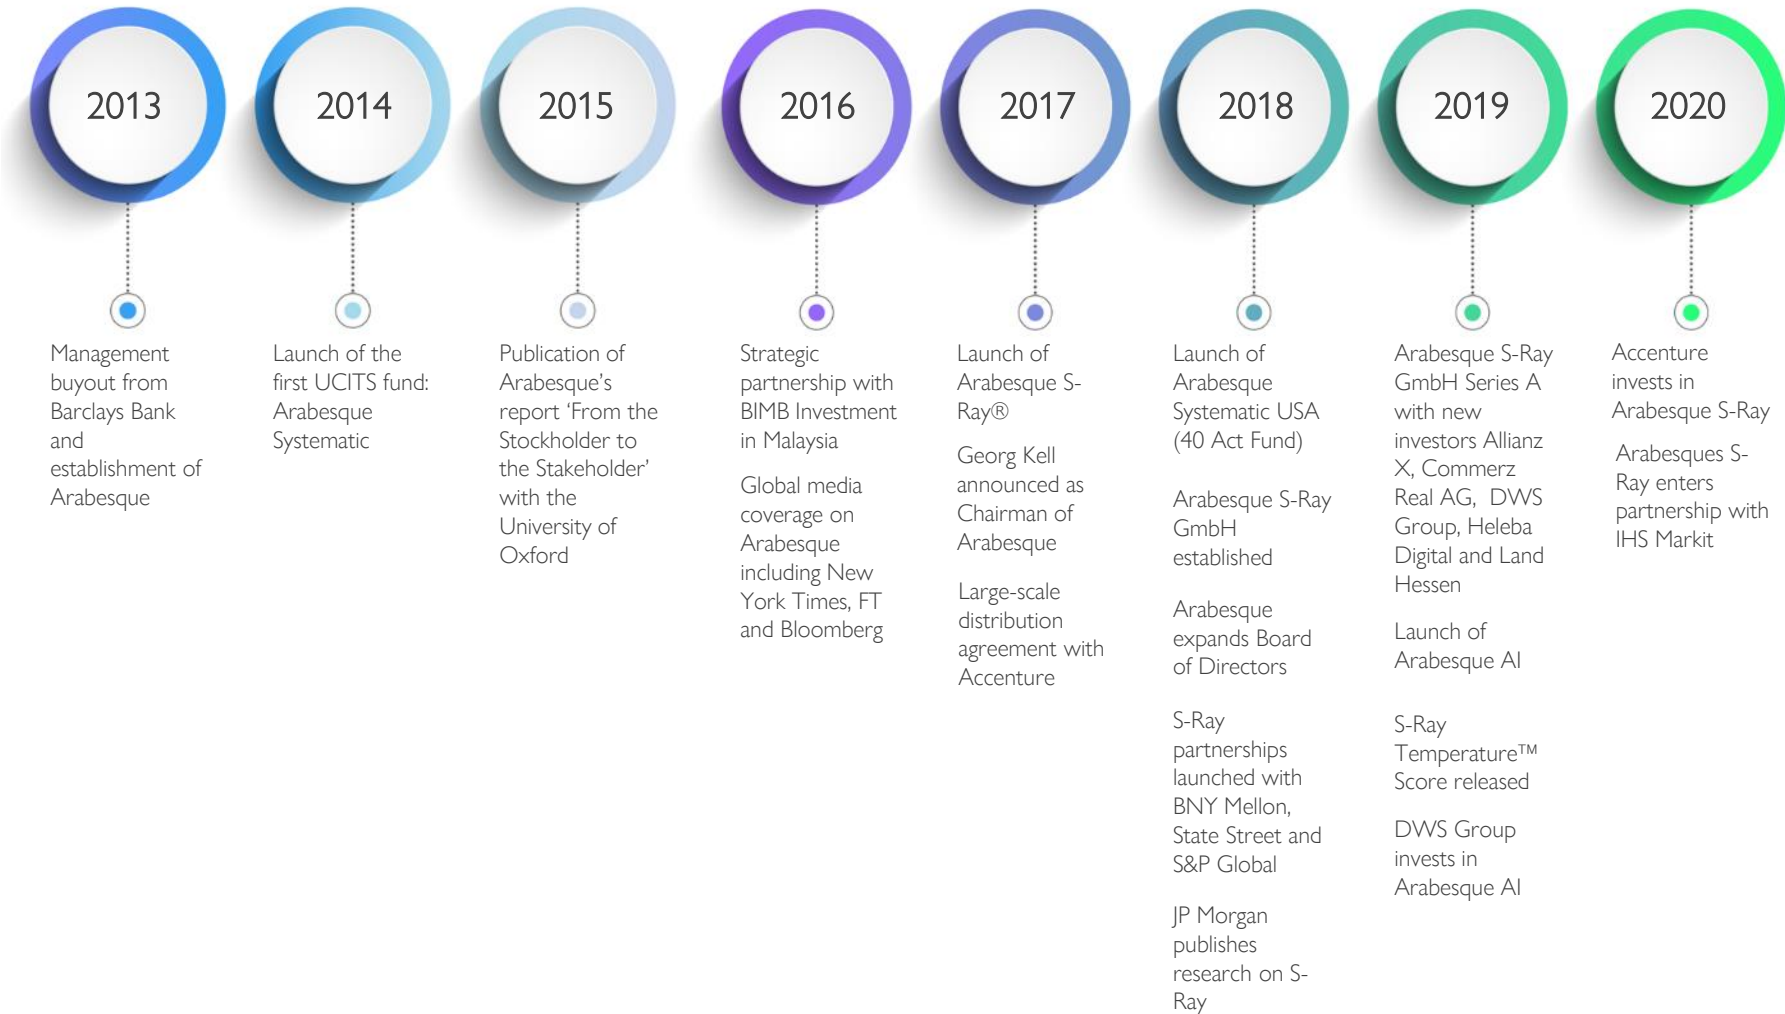 2013
Management
buyout from
Barclays Bank
and
establishment of
Arabesque
2014
Launch of the
first UCITS fund:
Arabesque
Systematic
2015
Publication of
Arabesque’s
report ‘From the
Stockholder to
the Stakeholder’
with the
University of
Oxford
2016
Strategic
partnership with
BIMB Investment
in Malaysia
Global media
coverage on
Arabesque
including New
York Times, FT
and Bloomberg
2017
Launch of
Arabesque S-
Ray®
Georg Kell
announced as
Chairman of
Arabesque
Large-scale
distribution
agreement with
Accenture
2018
Launch of
Arabesque
Systematic USA
(40 Act Fund)
Arabesque S-Ray
GmbH
established
Arabesque
expands Board
of Directors
S-Ray
partnerships
launched with
BNY Mellon,
State Street and
S&P Global
JP Morgan
publishes
research on S-
Ray
2019
Arabesque S-Ray
GmbH Series A
with new
investors Allianz
X, Commerz
Real AG, DWS
Group, Heleba
Digital and Land
Hessen
Launch of
Arabesque AI
S-Ray
Temperature™
Score released
DWS Group
invests in
Arabesque AI
2020
Accenture
invests in
Arabesque S-Ray
Arabesques S-
Ray enters
partnership with
IHS Markit